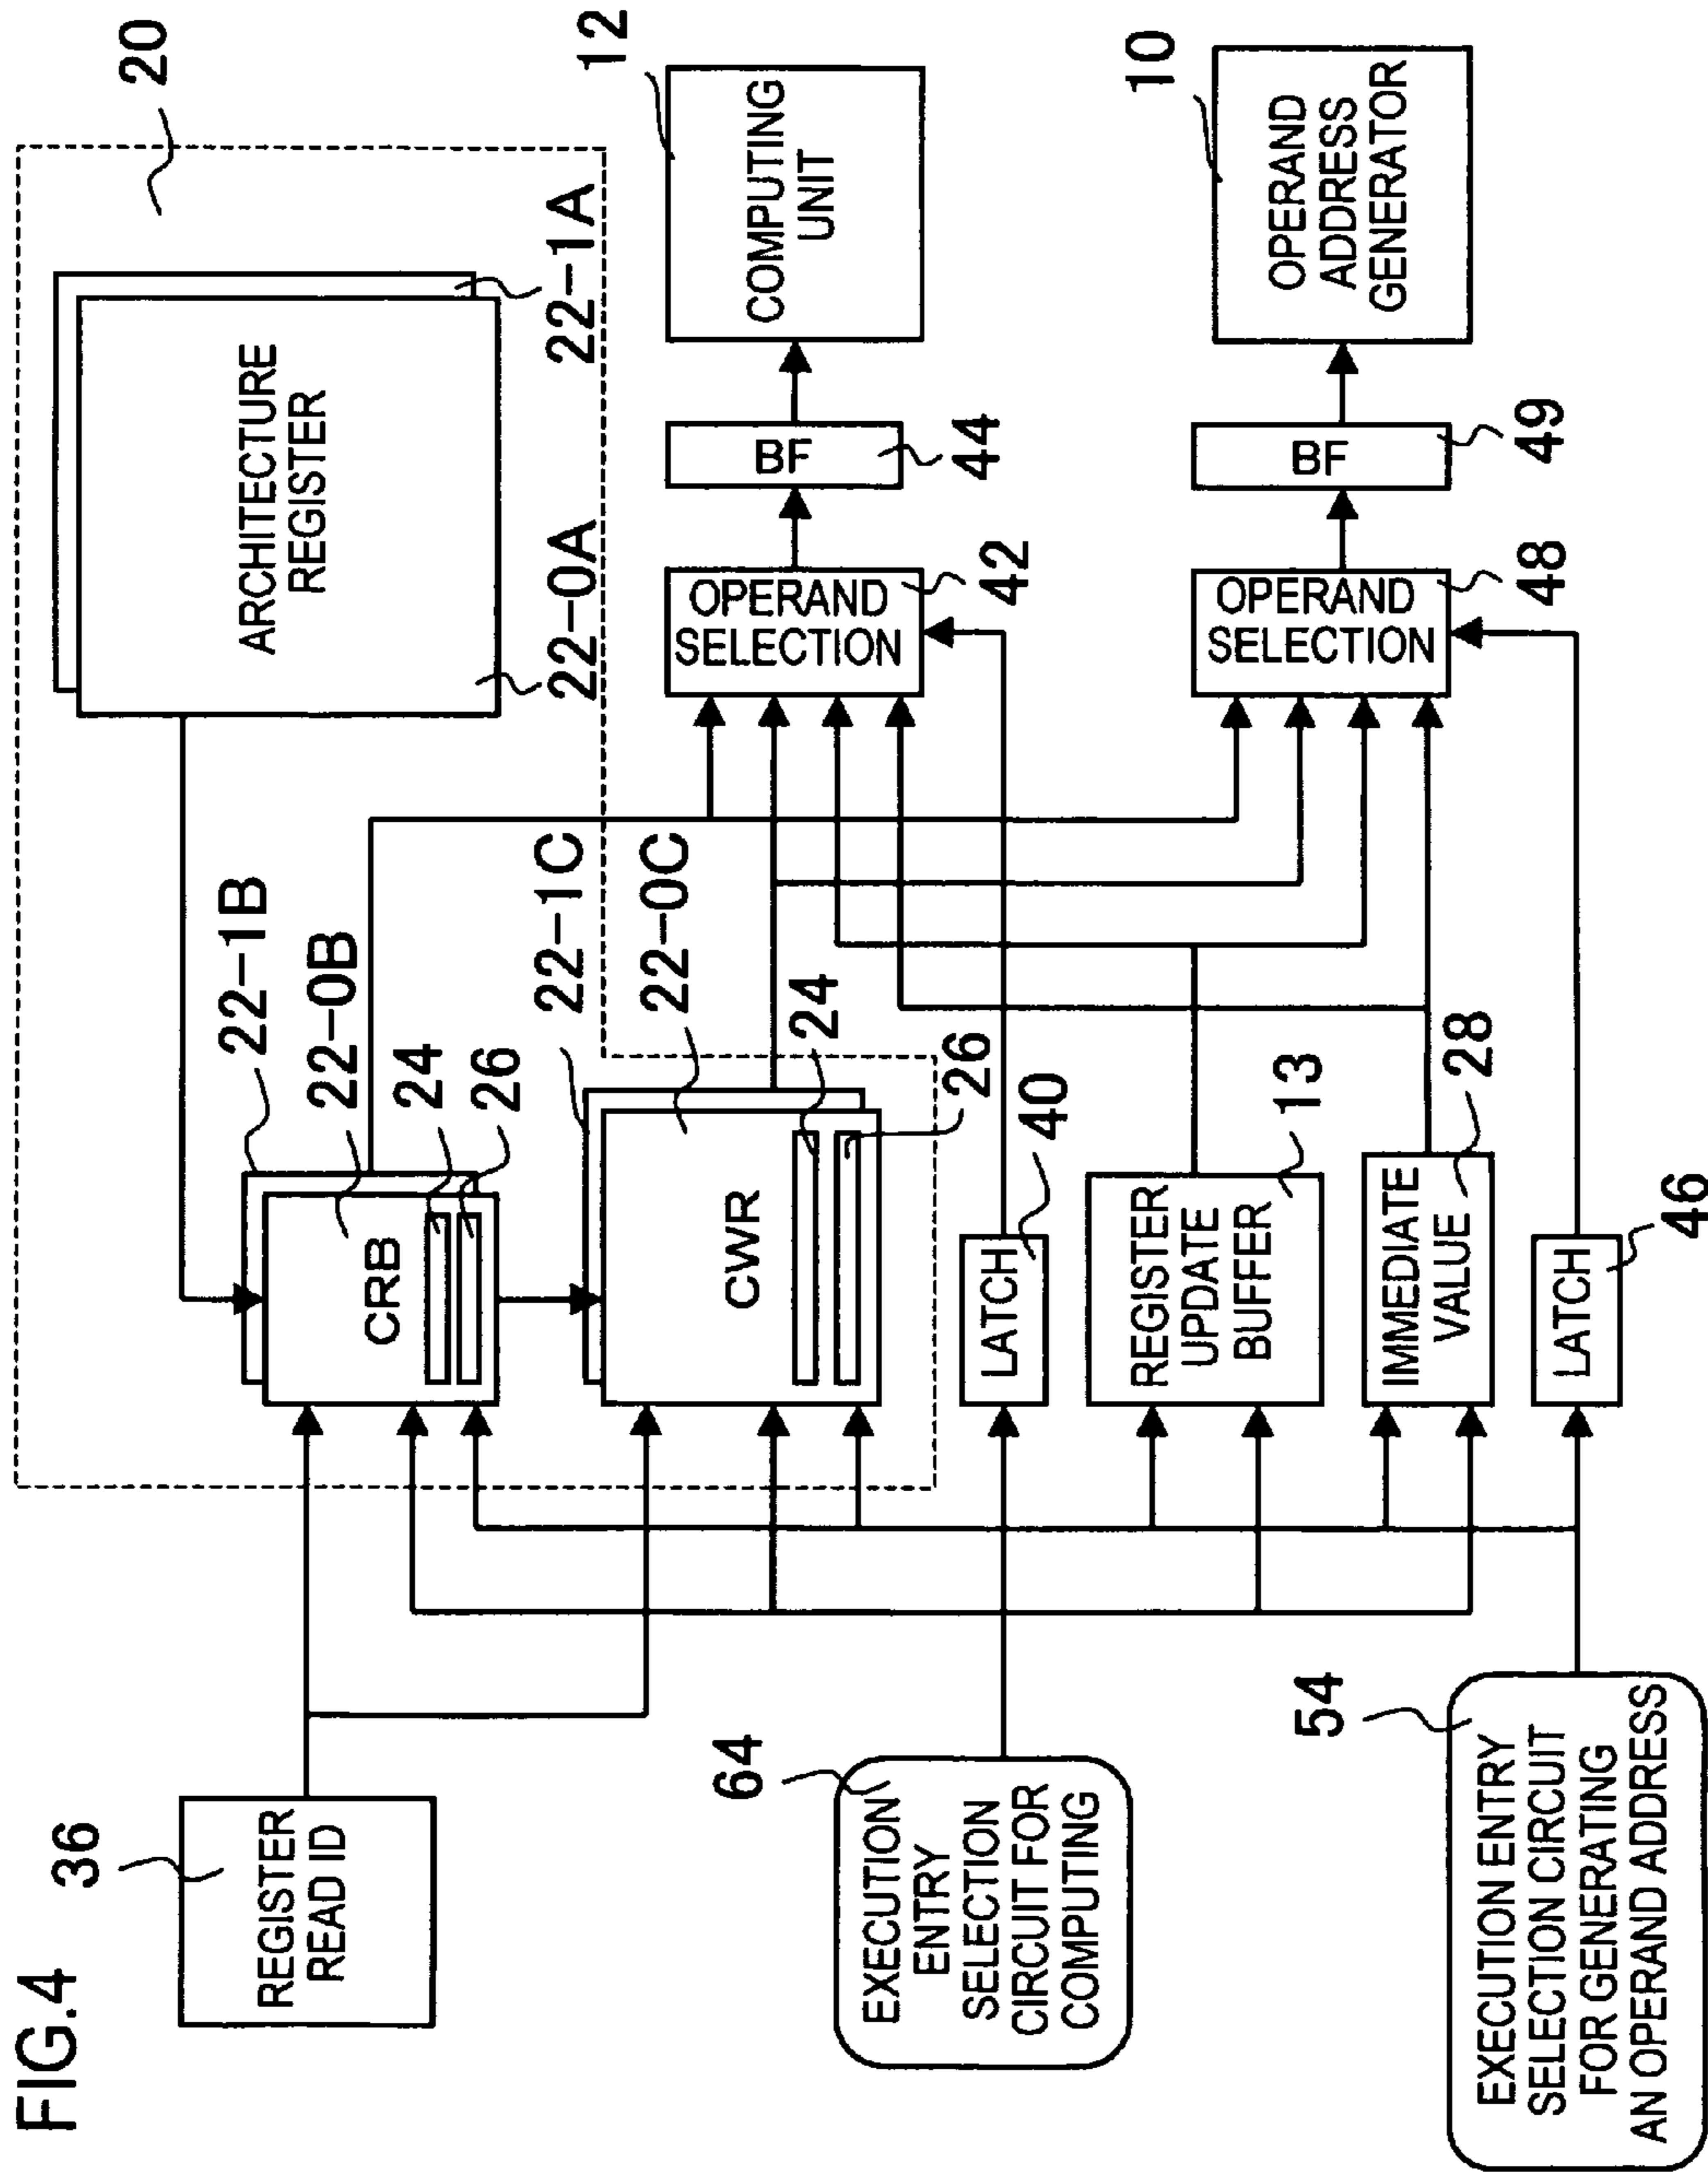 FIG.4
20
ARCHITECTURE
REGISTER
22-1A
22-0A
22-1B
22-0B
24
26
CRB
22-1C
22-0C
24
26
CWR
36
REGISTER
READ ID
12
COMPUTING
UNIT
BF
44
OPERAND
SELECTION
42
LATCH
40
64
EXECUTION
ENTRY
SELECTION
CIRCUIT FOR
COMPUTING
REGISTER
UPDATE
BUFFER
13
10
OPERAND
ADDRESS
GENERATOR
BF
49
OPERAND
SELECTION
48
IMMEDIATE
VALUE
28
LATCH
46
54
EXECUTION ENTRY
SELECTION CIRCUIT
FOR GENERATING
AN OPERAND ADDRESS